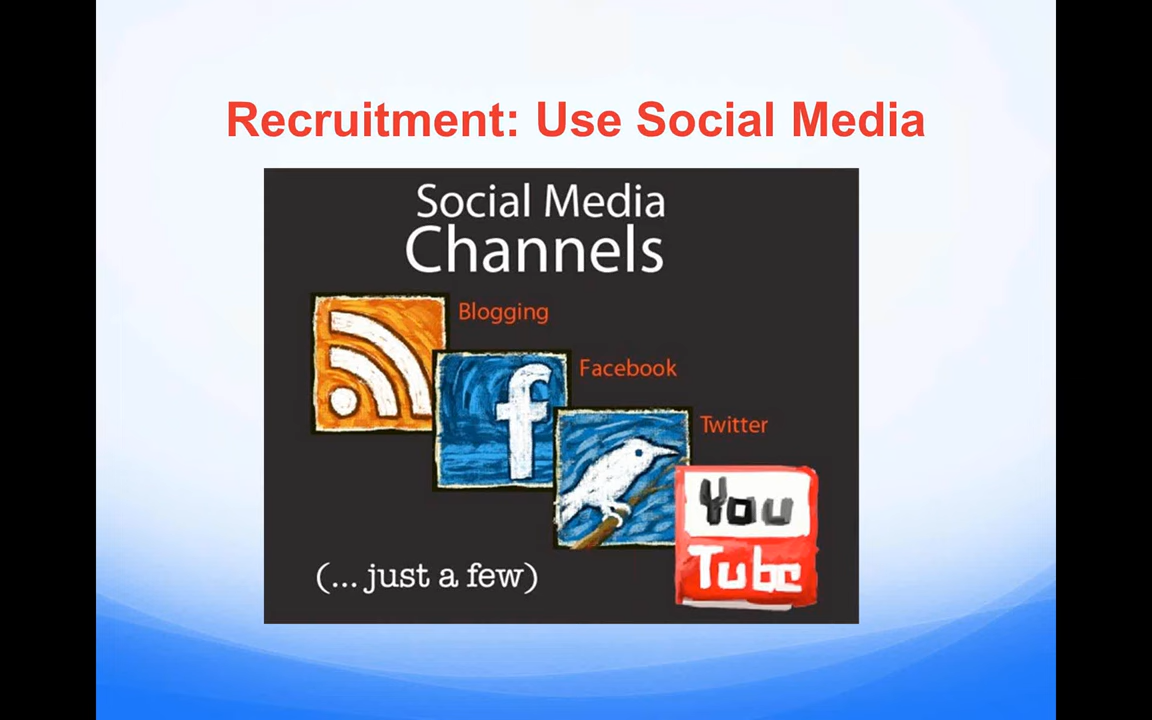 Recruitment: Use Social Media
Social Media
Channels
Blogging
Facebook
f
Twitter
You
Tube
(... just a few)